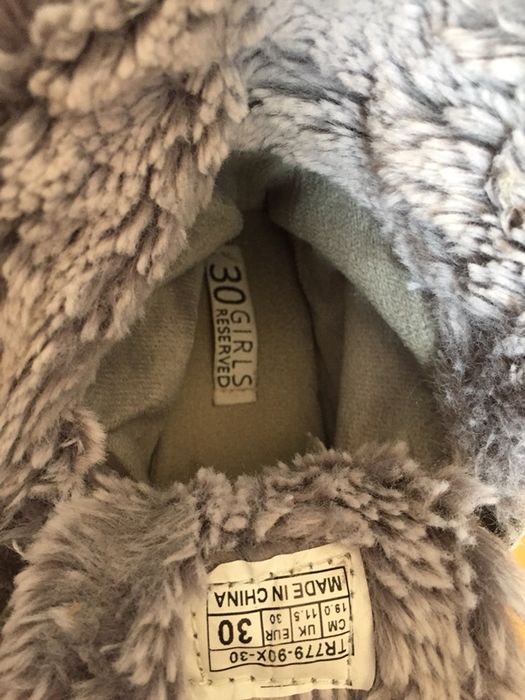 30 GIRLS
RESERVED
TR779-90X-30
CM UK EUR 30
19.0 11.5 30
MADE IN CHINA